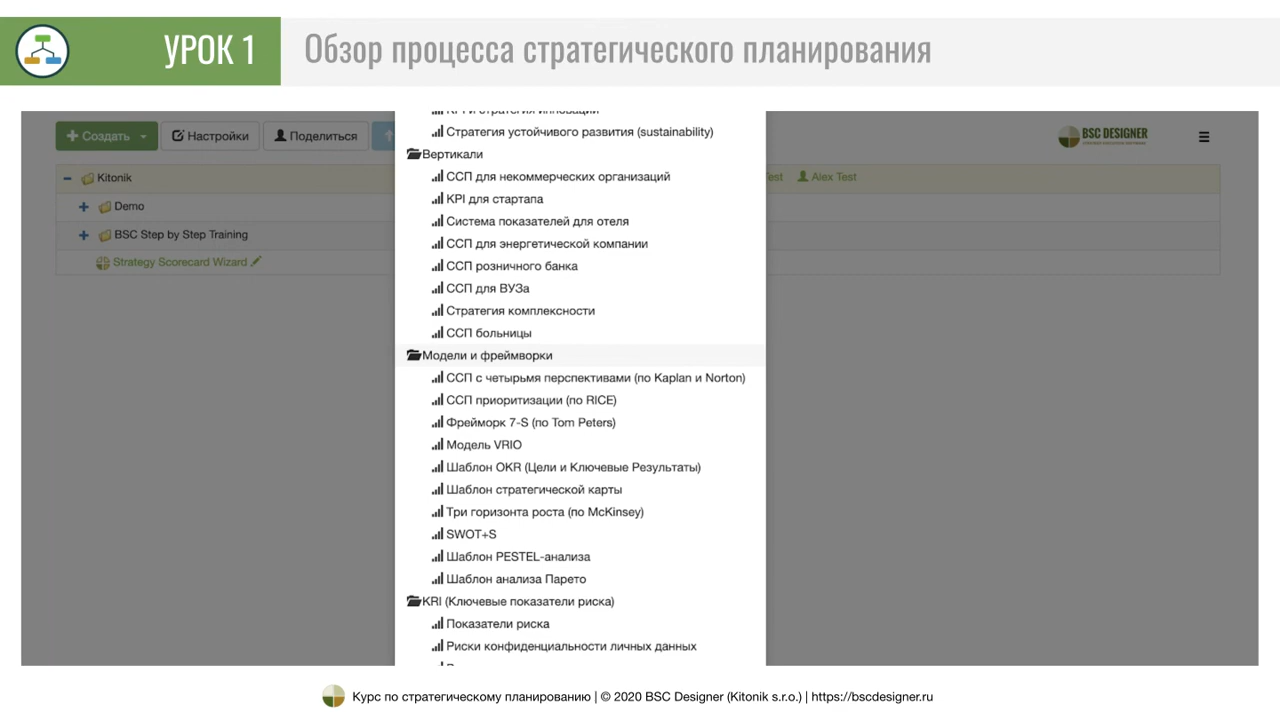 УРОК 1
Обзор процесса стратегического планирования
Создать
Настройки
Поделиться
BSC DESIGNER
Kitonik
Alex Test
Demo
BSC Step by Step Training
Strategy Scorecard Wizard
Стратегия устойчивого развития (sustainability)
Вертикали
ССП для некоммерческих организаций
KPI для стартапа
Система показателей для отеля
ССП для энергетической компании
ССП розничного банка
ССП для ВУЗа
Стратегия комплексности
ССП больницы
Модели и фреймворки
ССП с четырьмя перспективами (по Kaplan и Norton)
ССП приоритизации (по RICE)
Фрейморк 7-S (по Tom Peters)
Модель VRIO
Шаблон OKR (Цели и Ключевые Результаты)
Шаблон стратегической карты
Три горизонта роста (по McKinsey)
SWOT+S
Шаблон PESTEL-анализа
Шаблон анализа Парето
KRI (Ключевые показатели риска)
Показатели риска
Риски конфиденциальности личных данных
Курс по стратегическому планированию | © 2020 BSC Designer (Kitonik s.r.o.) | https://bscdesigner.ru